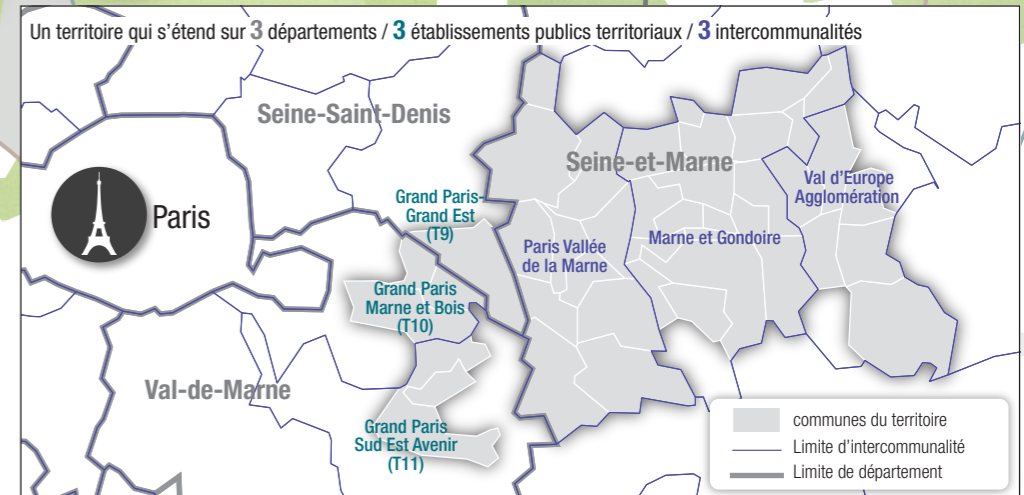 Un territoire qui s'étend sur 3 départements / 3 établissements publics territoriaux / 3 intercommunalités
Seine-Saint-Denis
Seine-et-Marne
Val d'Europe
Agglomération
Grand Paris-
Grand Est
(T9)
Paris
Paris Vallée
de la Marne
Marne et Gondoire
Grand Paris
Marne et Bois
(T10)
Val-de-Marne
Grand Paris
Sud Est Avenir
(T11)
communes du territoire
Limite d'intercommunalité
Limite de département